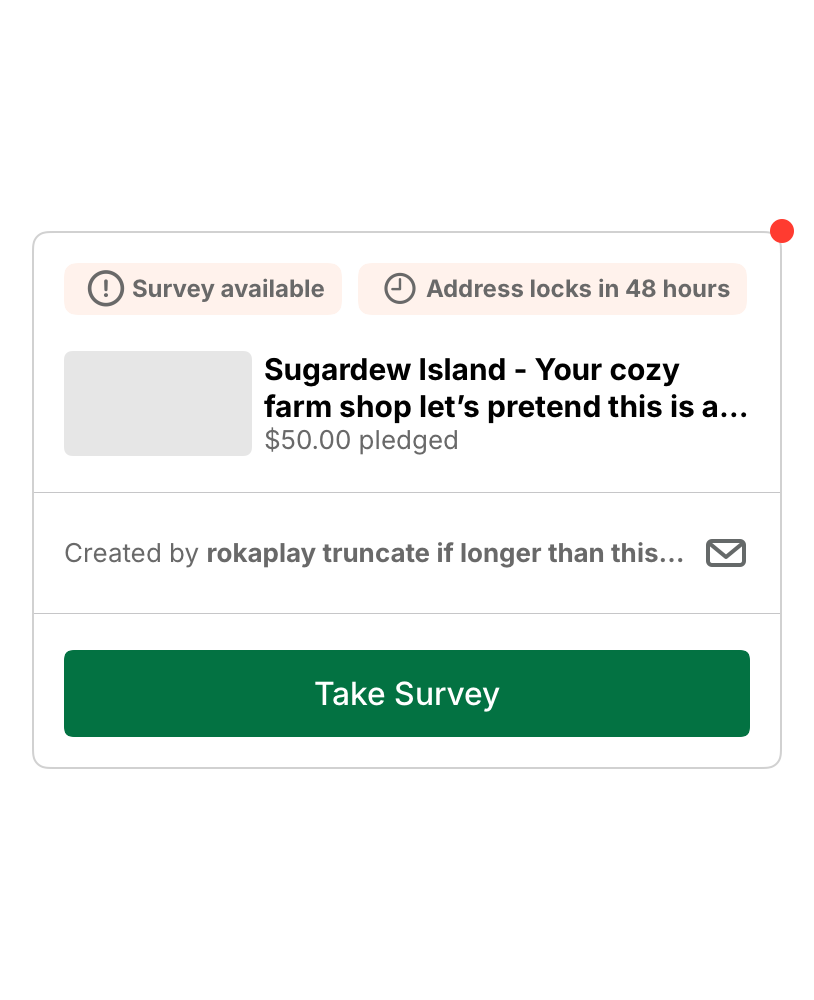 Survey available
Address locks in 48 hours
Sugardew Island - Your cozy
farm shop let’s pretend this is a...
$50.00 pledged
Created by rokaplay truncate if longer than this...
Take Survey